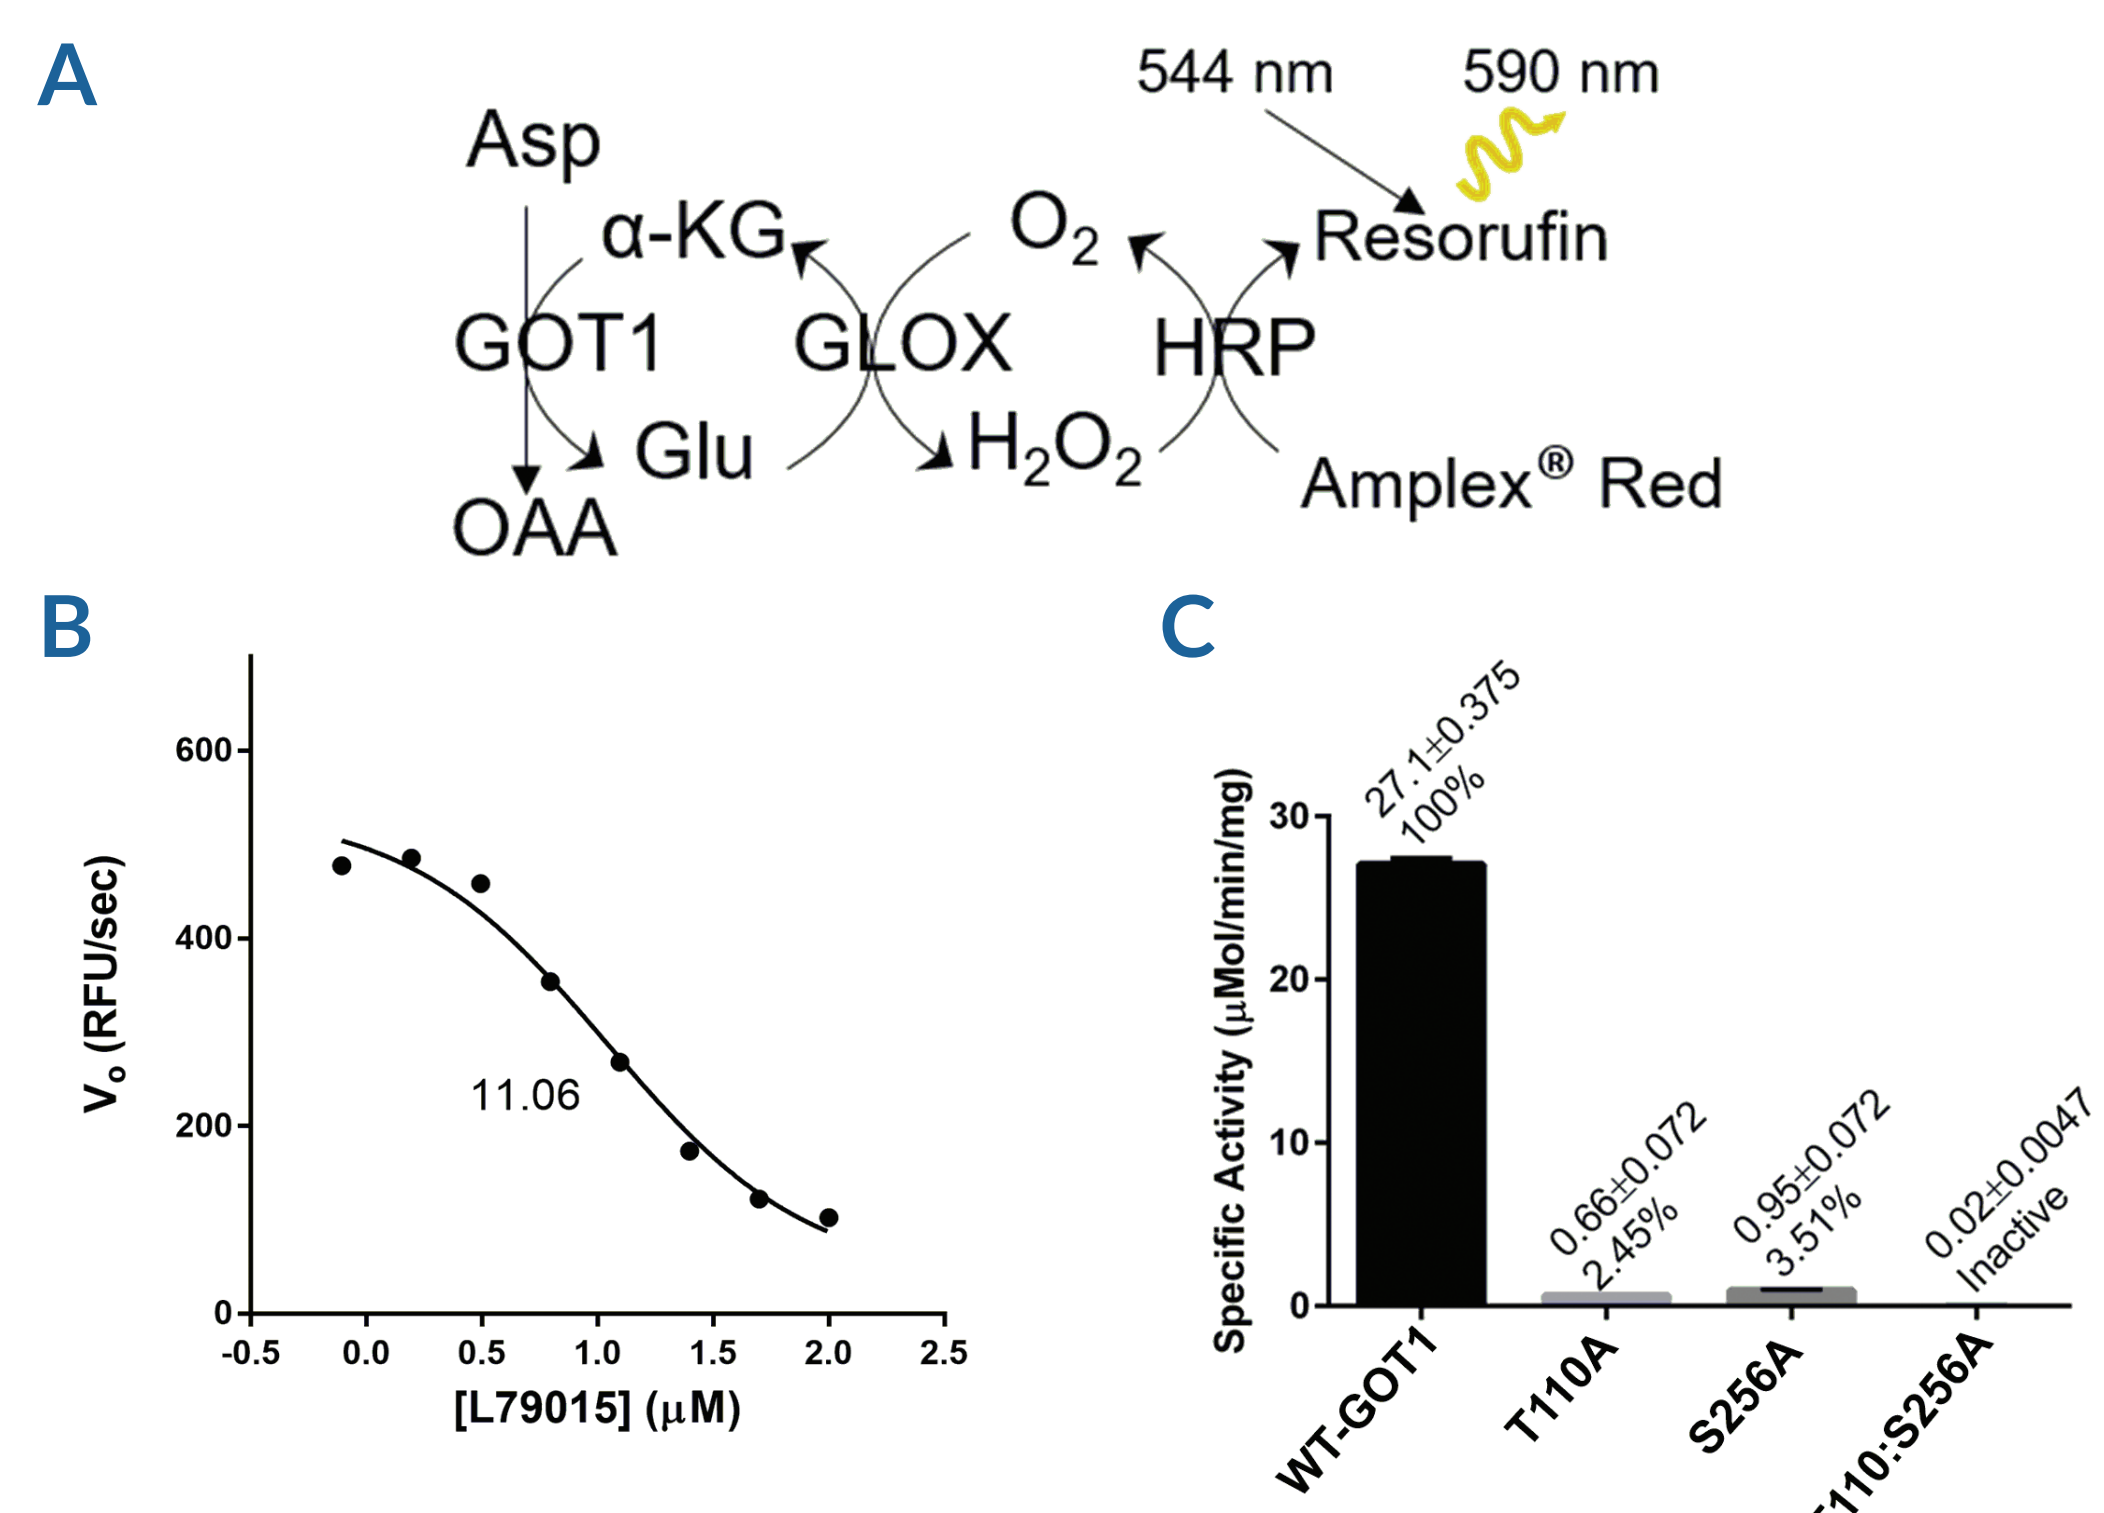 A
544 nm
590 nm
Asp
α-KG
O₂
Resorufin
GOT1
GLOX
HRP
Glu
H₂O₂
Amplex® Red
OAA
B
600
400
200
0
-0.5
0.0
0.5
1.0
1.5
2.0
2.5
11.06
Vₒ (RFU/sec)
[L79015] (μM)
C
Specific Activity (μMol/min/mg)
30
20
10
0
27.1±0.375
100%
0.66±0.072
2.45%
0.95±0.072
3.51%
0.02±0.0047
Inactive
WT-GOT1
T110A
S256A
T110:S256A